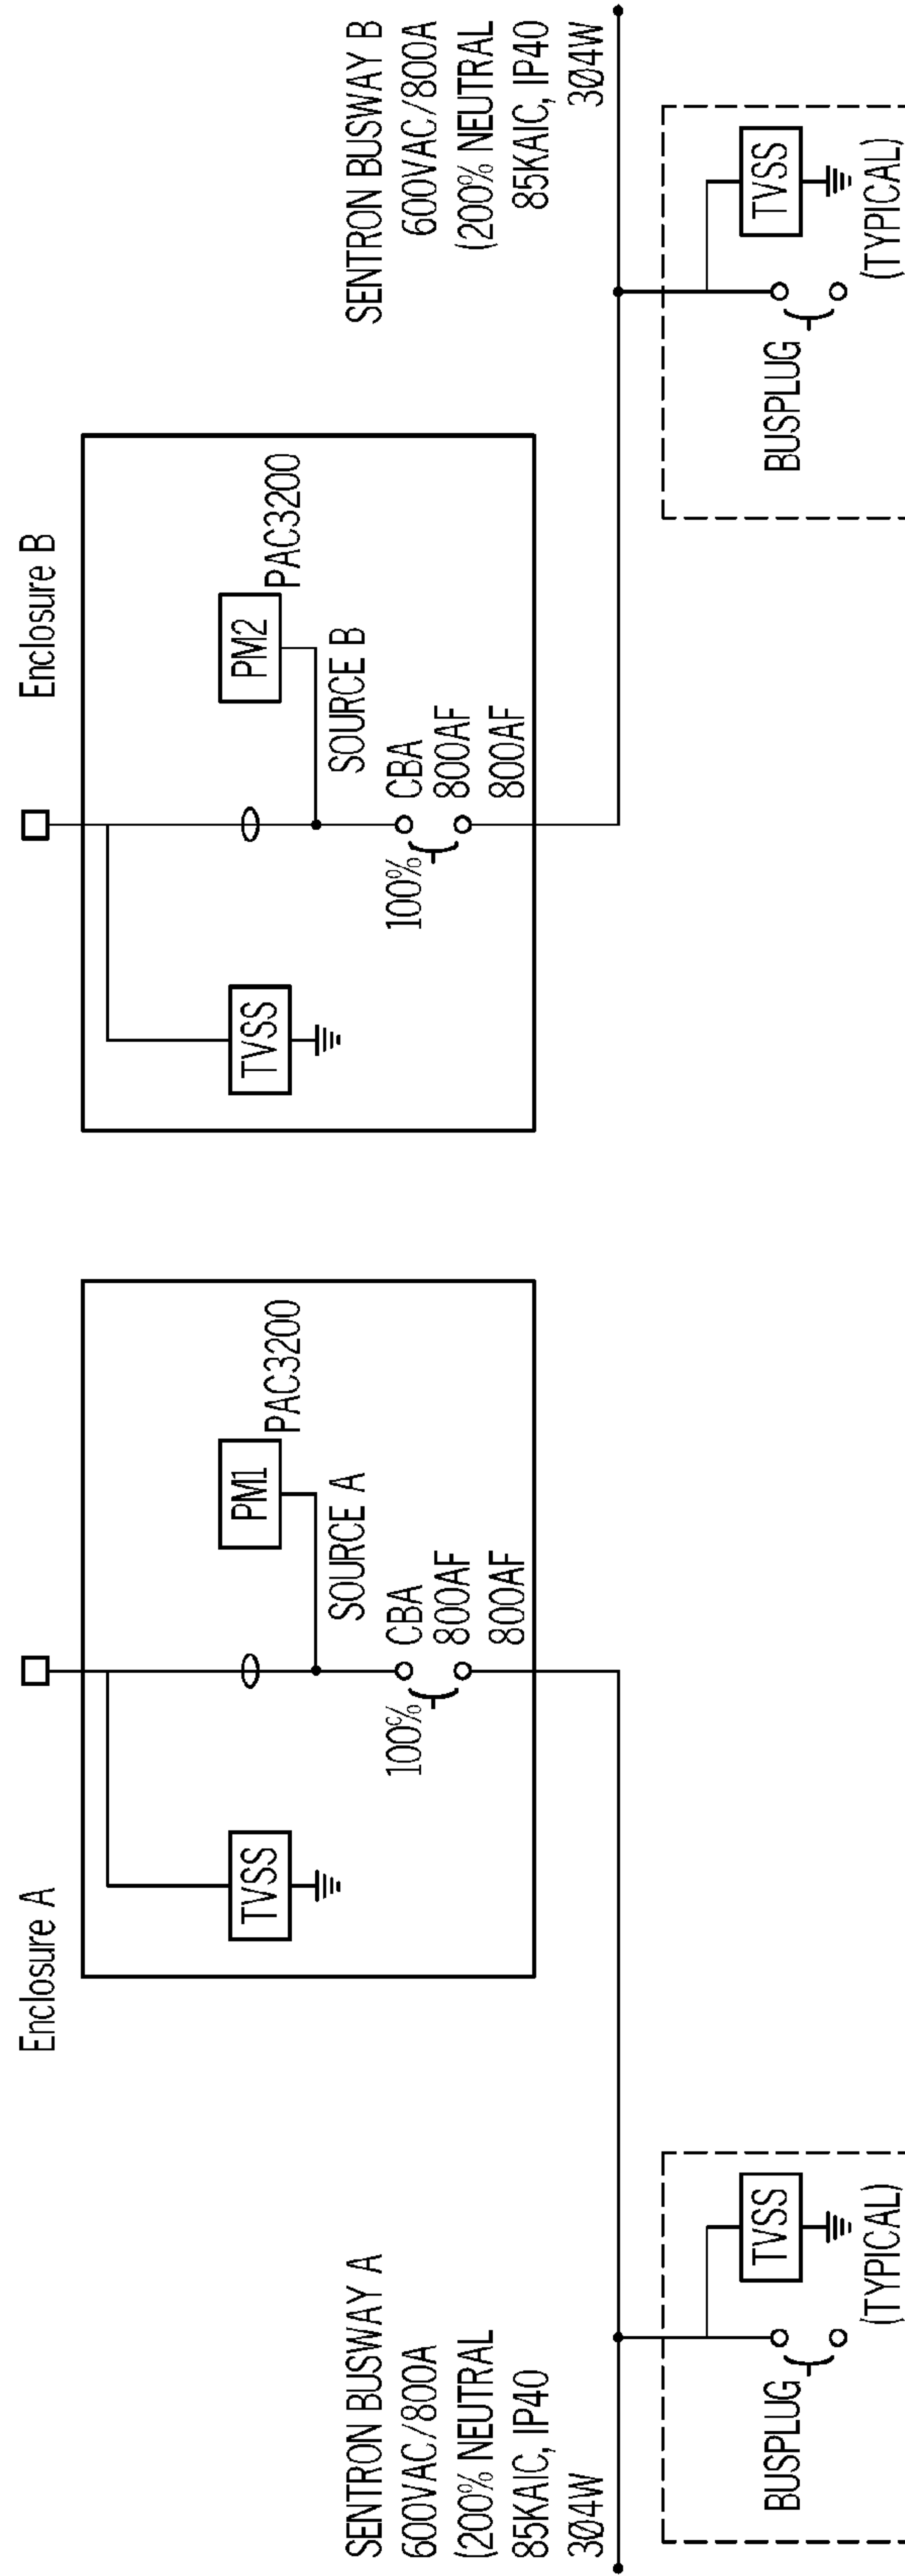 Enclosure A
TVSS
PM1
PAC3200
SOURCE A
100%
CBA
800AF
800AF
SENTRON BUSWAY A
600VAC/800A
(200% NEUTRAL
85KAIC, IP40
3Ø4W
BUSPLUG
TVSS
(TYPICAL)
Enclosure B
TVSS
PM2
PAC3200
SOURCE B
100%
CBA
800AF
800AF
SENTRON BUSWAY B
600VAC/800A
(200% NEUTRAL
85KAIC, IP40
3Ø4W
BUSPLUG
TVSS
(TYPICAL)